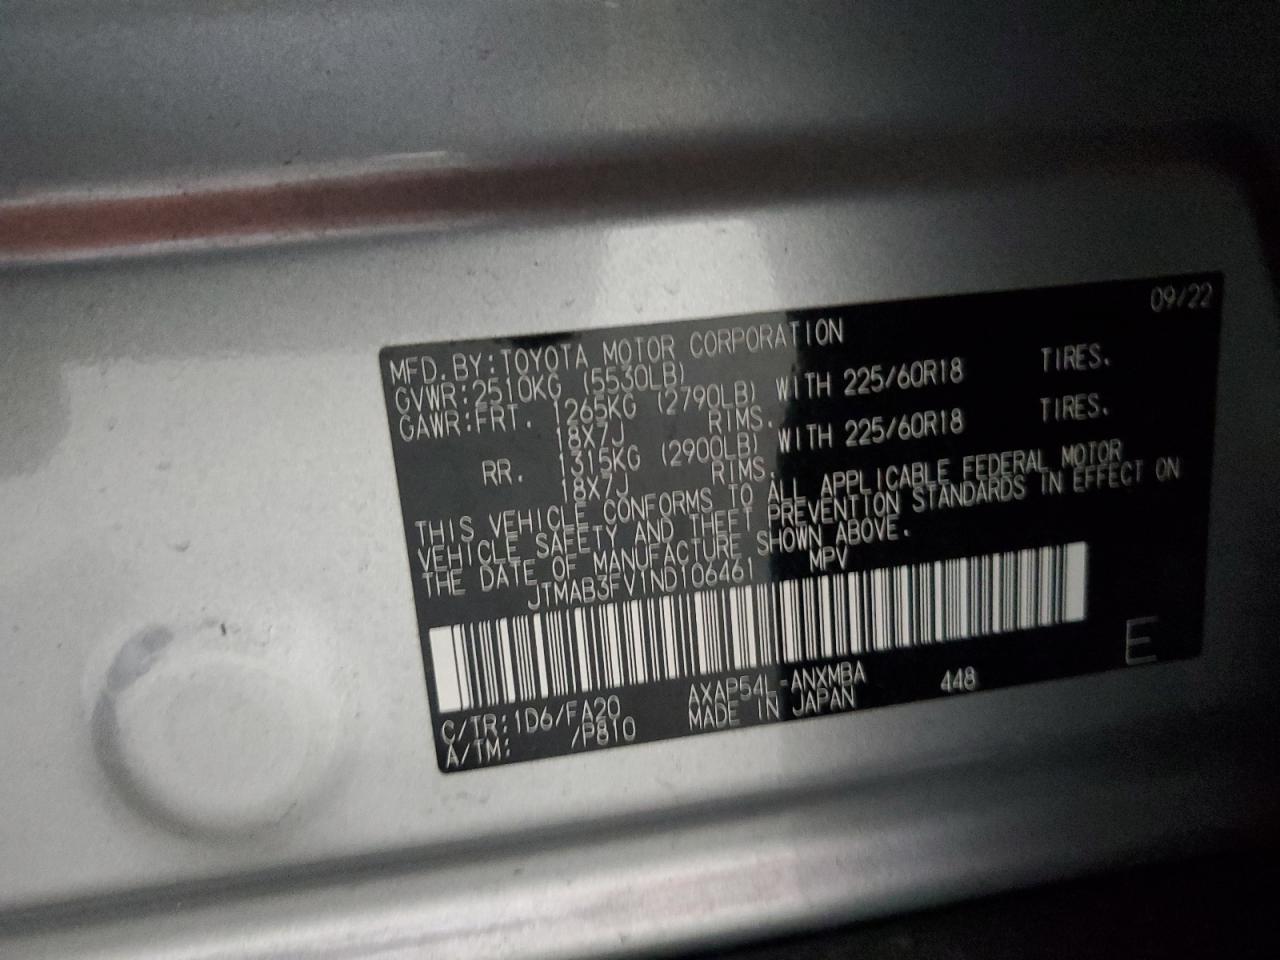 09/22
MFD. BY: TOYOTA MOTOR CORPORATION
GVWR: 2510KG (5530LB)
GAWR: FRT. 1265KG (2790LB) WITH 225/60R18 TIRES.
18X7J RIMS.
RR. 1315KG (2900LB) WITH 225/60R18 TIRES.
18X7J RIMS.
THIS VEHICLE CONFORMS TO ALL APPLICABLE FEDERAL MOTOR
VEHICLE SAFETY AND THEFT PREVENTION STANDARDS IN EFFECT ON
THE DATE OF MANUFACTURE SHOWN ABOVE.
JTMAB3FV1ND106461 MPV
C/TR: 1D6/FA20 AXAP54L-ANXMBA 448 E
A/TM: /P810 MADE IN JAPAN